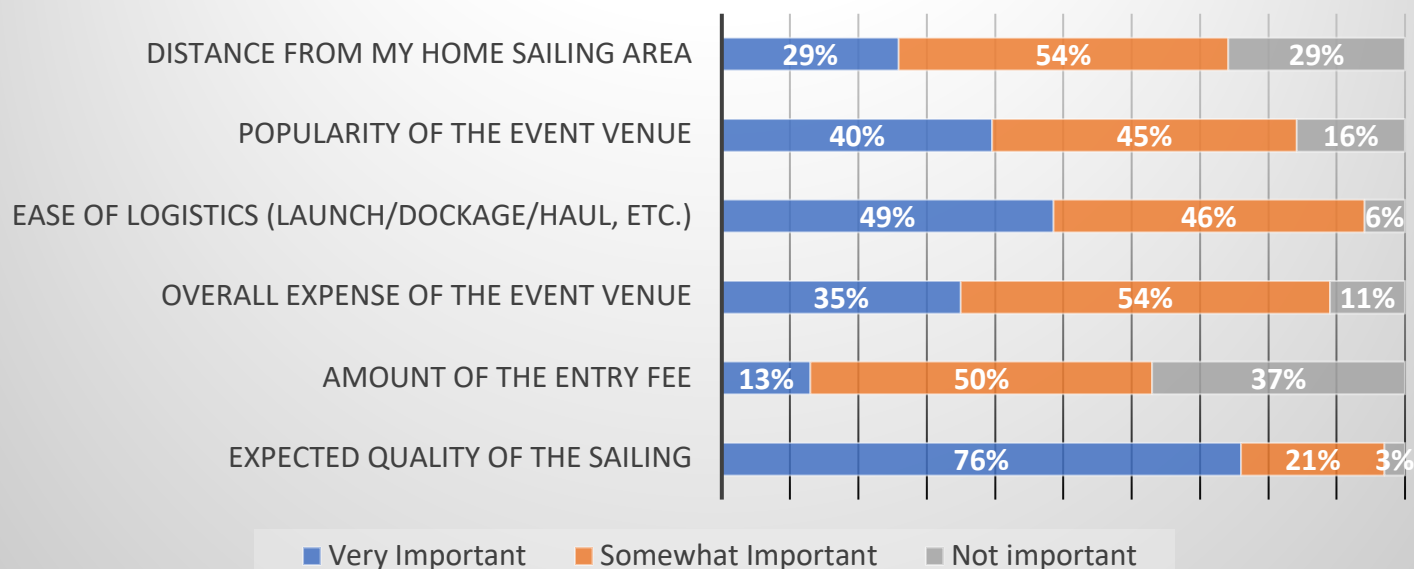 DISTANCE FROM MY HOME SAILING AREA
29% 54% 29%
POPULARITY OF THE EVENT VENUE
40% 45% 16%
EASE OF LOGISTICS (LAUNCH/DOCKAGE/HAUL, ETC.)
49% 46% 6%
OVERALL EXPENSE OF THE EVENT VENUE
35% 54% 11%
AMOUNT OF THE ENTRY FEE
13% 50% 37%
EXPECTED QUALITY OF THE SAILING
76% 21% 3%
Very Important Somewhat Important Not important